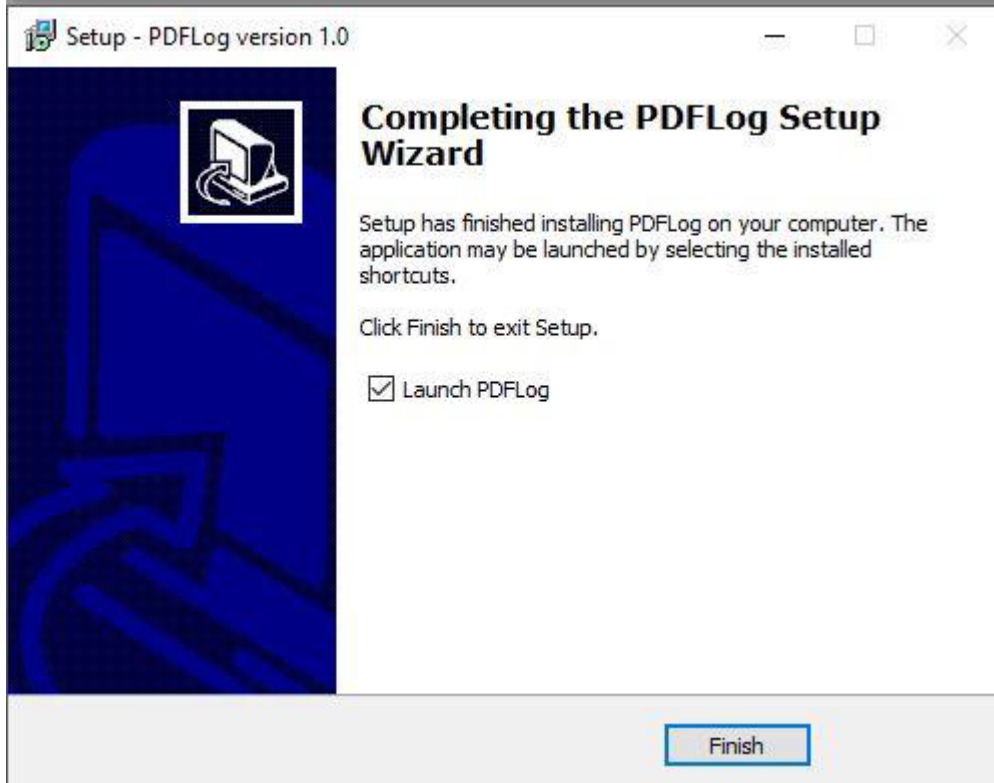 Setup - PDFLog version 1.0
Completing the PDFLog Setup
Wizard
Setup has finished installing PDFLog on your computer. The
application may be launched by selecting the installed
shortcuts.
Click Finish to exit Setup.
Launch PDFLog
Finish